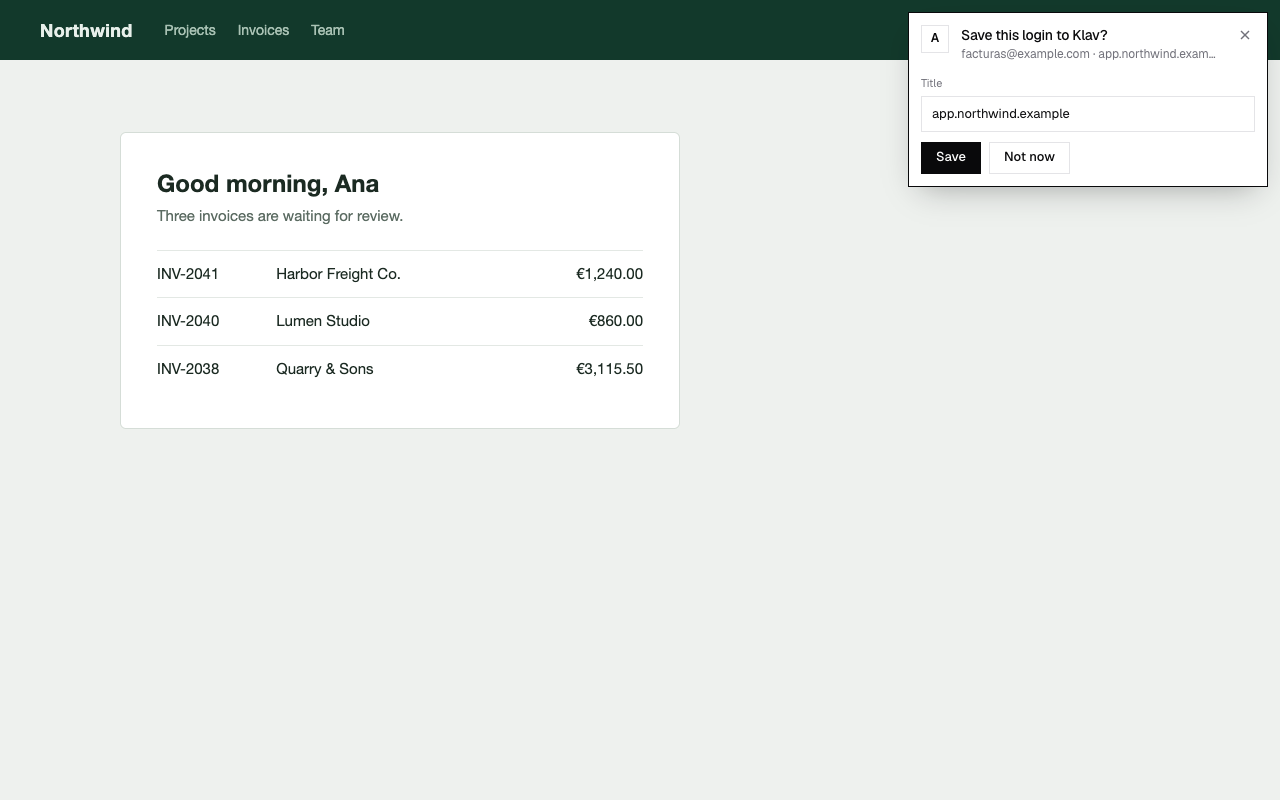 Northwind Projects Invoices Team
A
Save this login to Klav?
facturas@example.com · app.northwind.exam…
Title
app.northwind.example
Save Not now
Good morning, Ana
Three invoices are waiting for review.
INV-2041 Harbor Freight Co. €1,240.00
INV-2040 Lumen Studio €860.00
INV-2038 Quarry & Sons €3,115.50